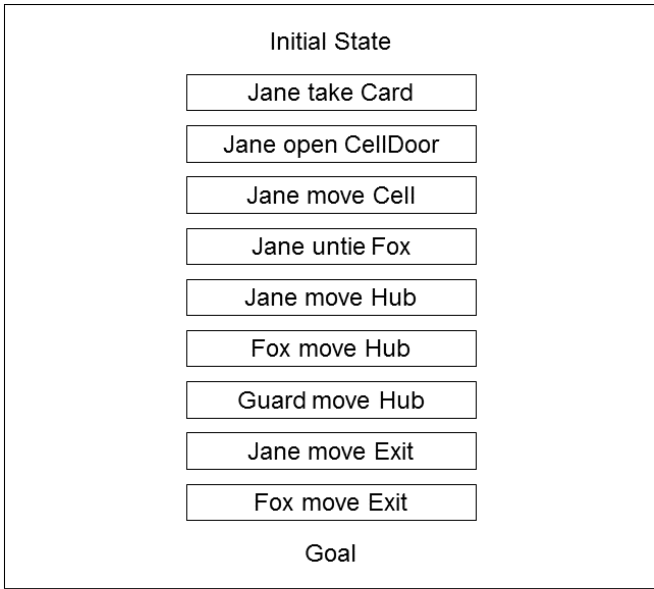 Initial State
Jane take Card
Jane open CellDoor
Jane move Cell
Jane untie Fox
Jane move Hub
Fox move Hub
Guard move Hub
Jane move Exit
Fox move Exit
Goal